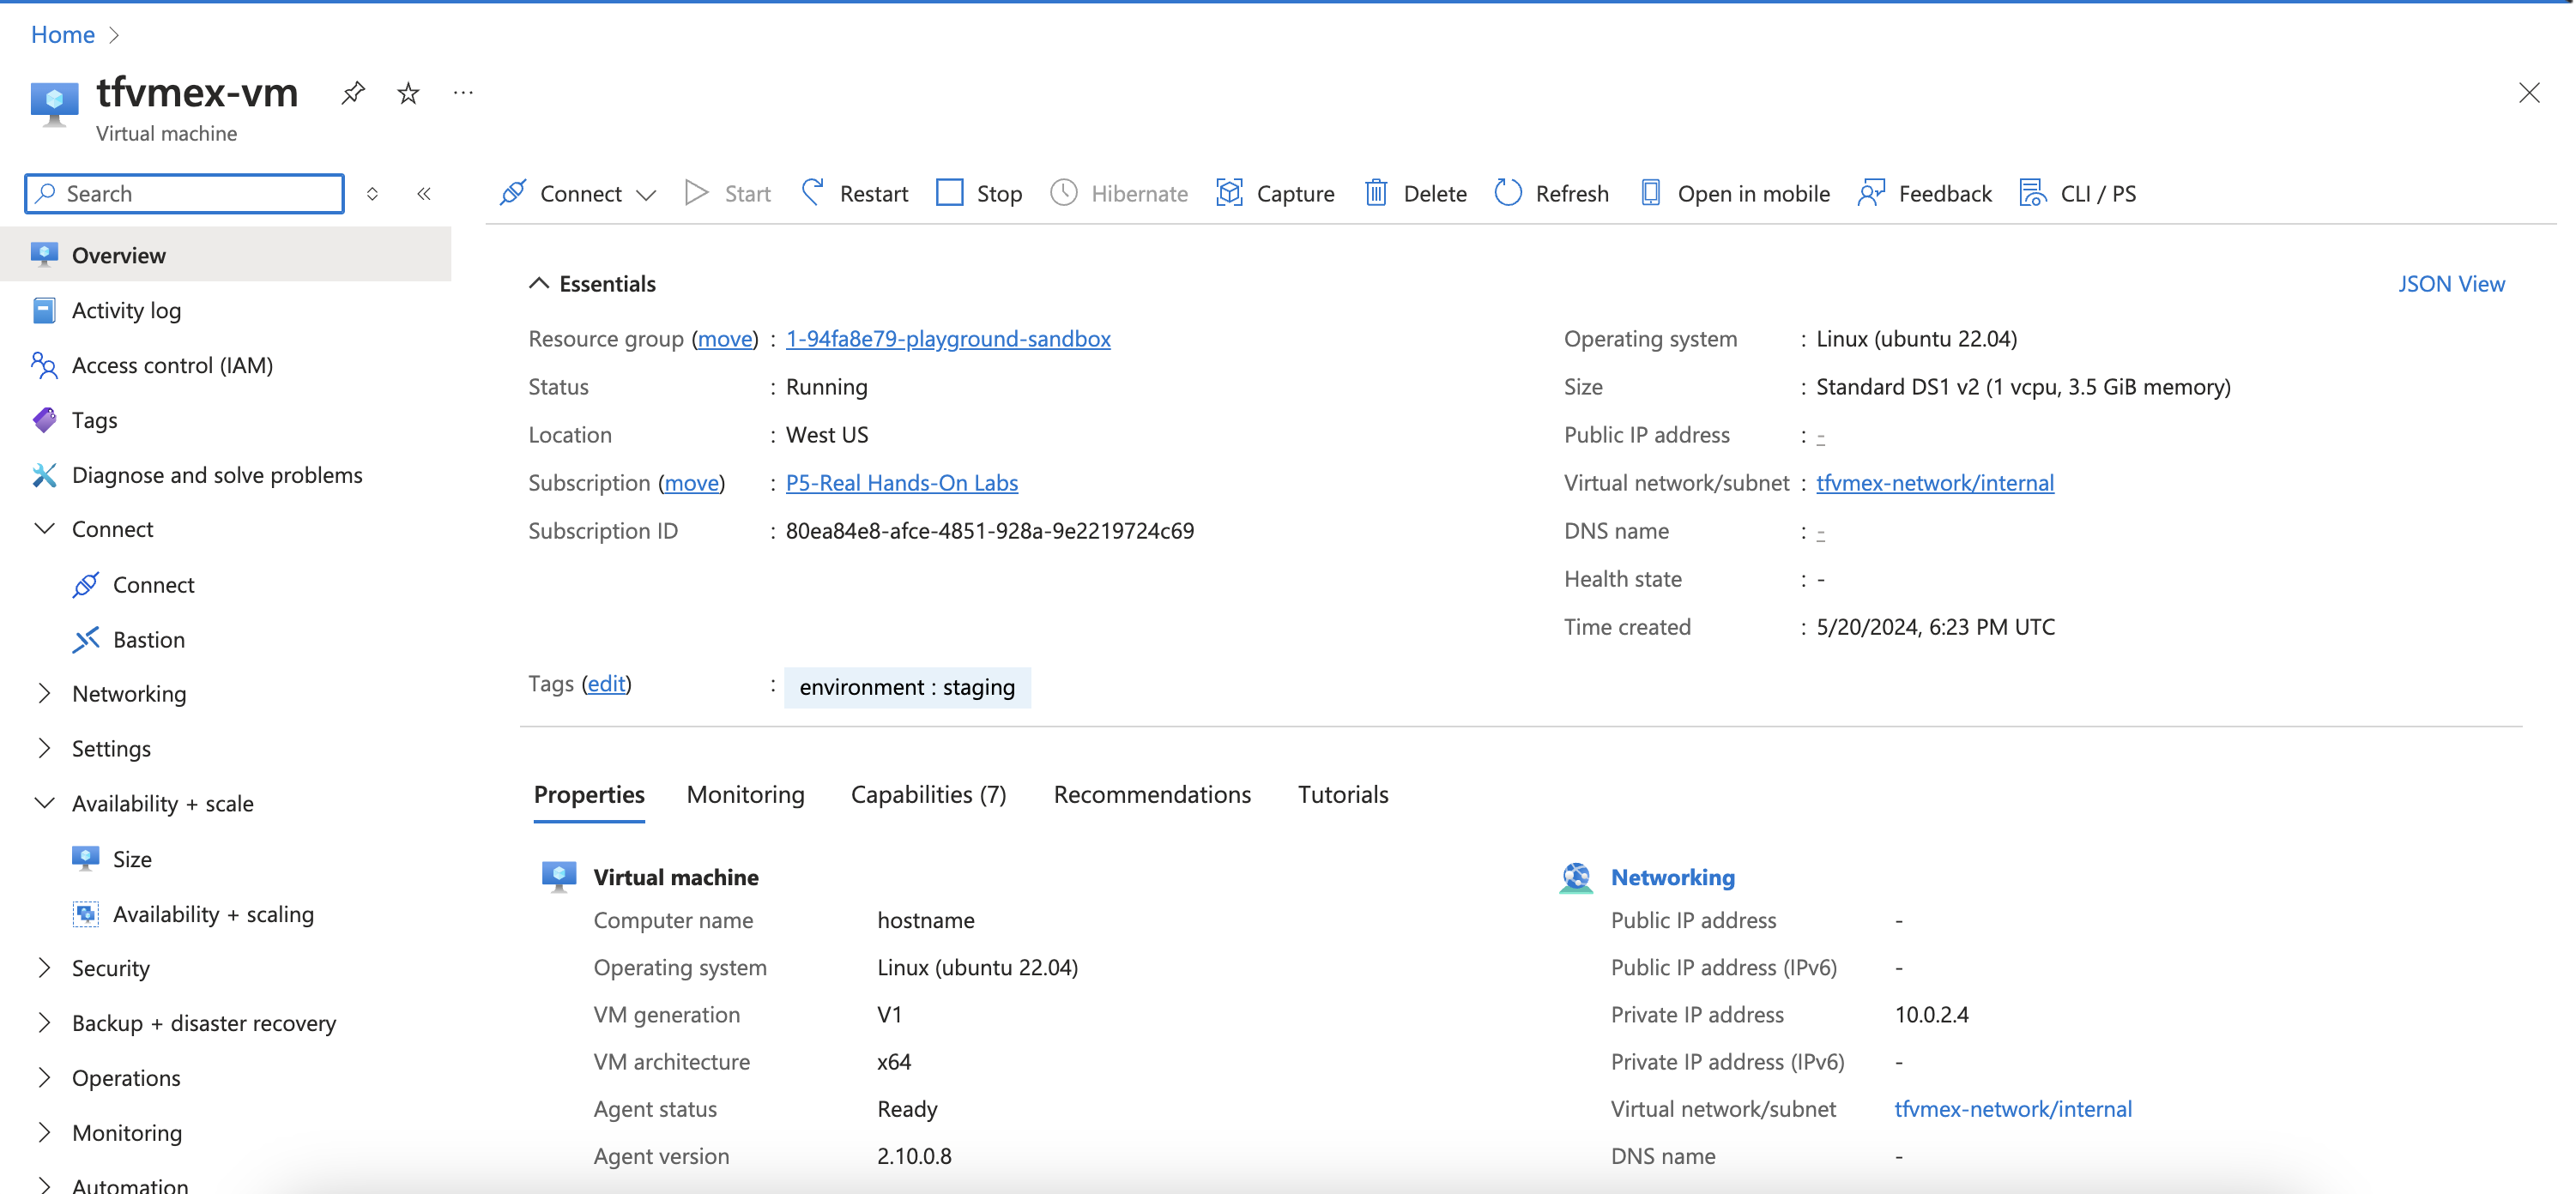 Home
tfvmex-vm
Virtual machine
Search
Overview
Activity log
Access control (IAM)
Tags
Diagnose and solve problems
Connect
Connect
Bastion
Networking
Settings
Availability + scale
Size
Availability + scaling
Security
Backup + disaster recovery
Operations
Monitoring
Automation
Connect Start Restart Stop Hibernate Capture Delete Refresh Open in mobile Feedback CLI / PS
Essentials
JSON View
Resource group (move) : 1-94fa8e79-playground-sandbox
Status : Running
Location : West US
Subscription (move) : P5-Real Hands-On Labs
Subscription ID : 80ea84e8-afce-4851-928a-9e2219724c69
Operating system : Linux (ubuntu 22.04)
Size : Standard DS1 v2 (1 vcpu, 3.5 GiB memory)
Public IP address : -
Virtual network/subnet : tfvmex-network/internal
DNS name : -
Health state : -
Time created : 5/20/2024, 6:23 PM UTC
Tags (edit) : environment : staging
Properties Monitoring Capabilities (7) Recommendations Tutorials
Virtual machine
Computer name hostname
Operating system Linux (ubuntu 22.04)
VM generation V1
VM architecture x64
Agent status Ready
Agent version 2.10.0.8
Networking
Public IP address -
Public IP address (IPv6) -
Private IP address 10.0.2.4
Private IP address (IPv6) -
Virtual network/subnet tfvmex-network/internal
DNS name -